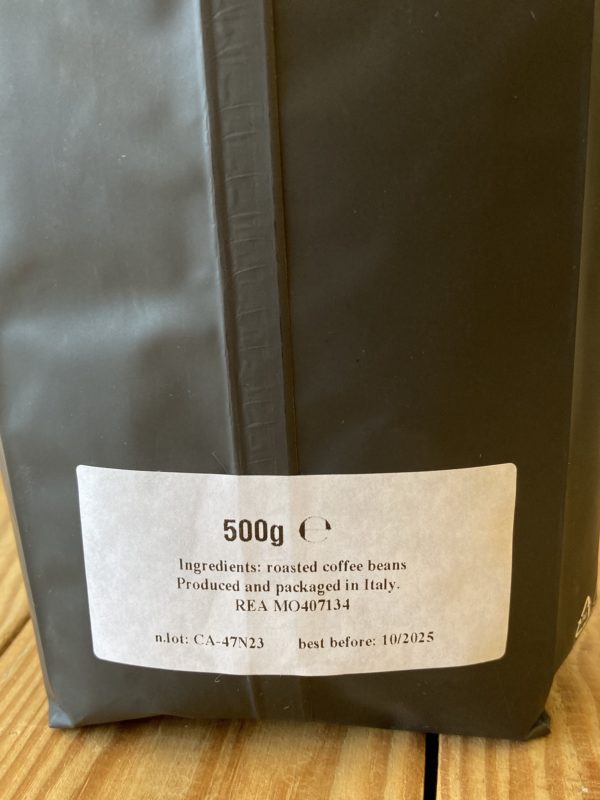 500g ℮
Ingredients: roasted coffee beans
Produced and packaged in Italy.
REA MO407134
n.lot: CA-47N23 best before: 10/2025